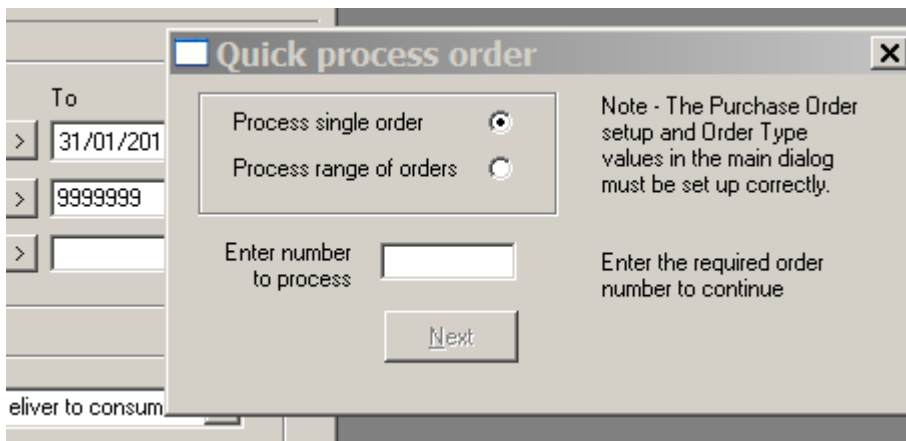 Quick process order
To
> 31/01/201
> 9999999
>
eliver to consum
Process single order
Process range of orders
Note - The Purchase Order
setup and Order Type
values in the main dialog
must be set up correctly.
Enter number
to process
Enter the required order
number to continue
Next